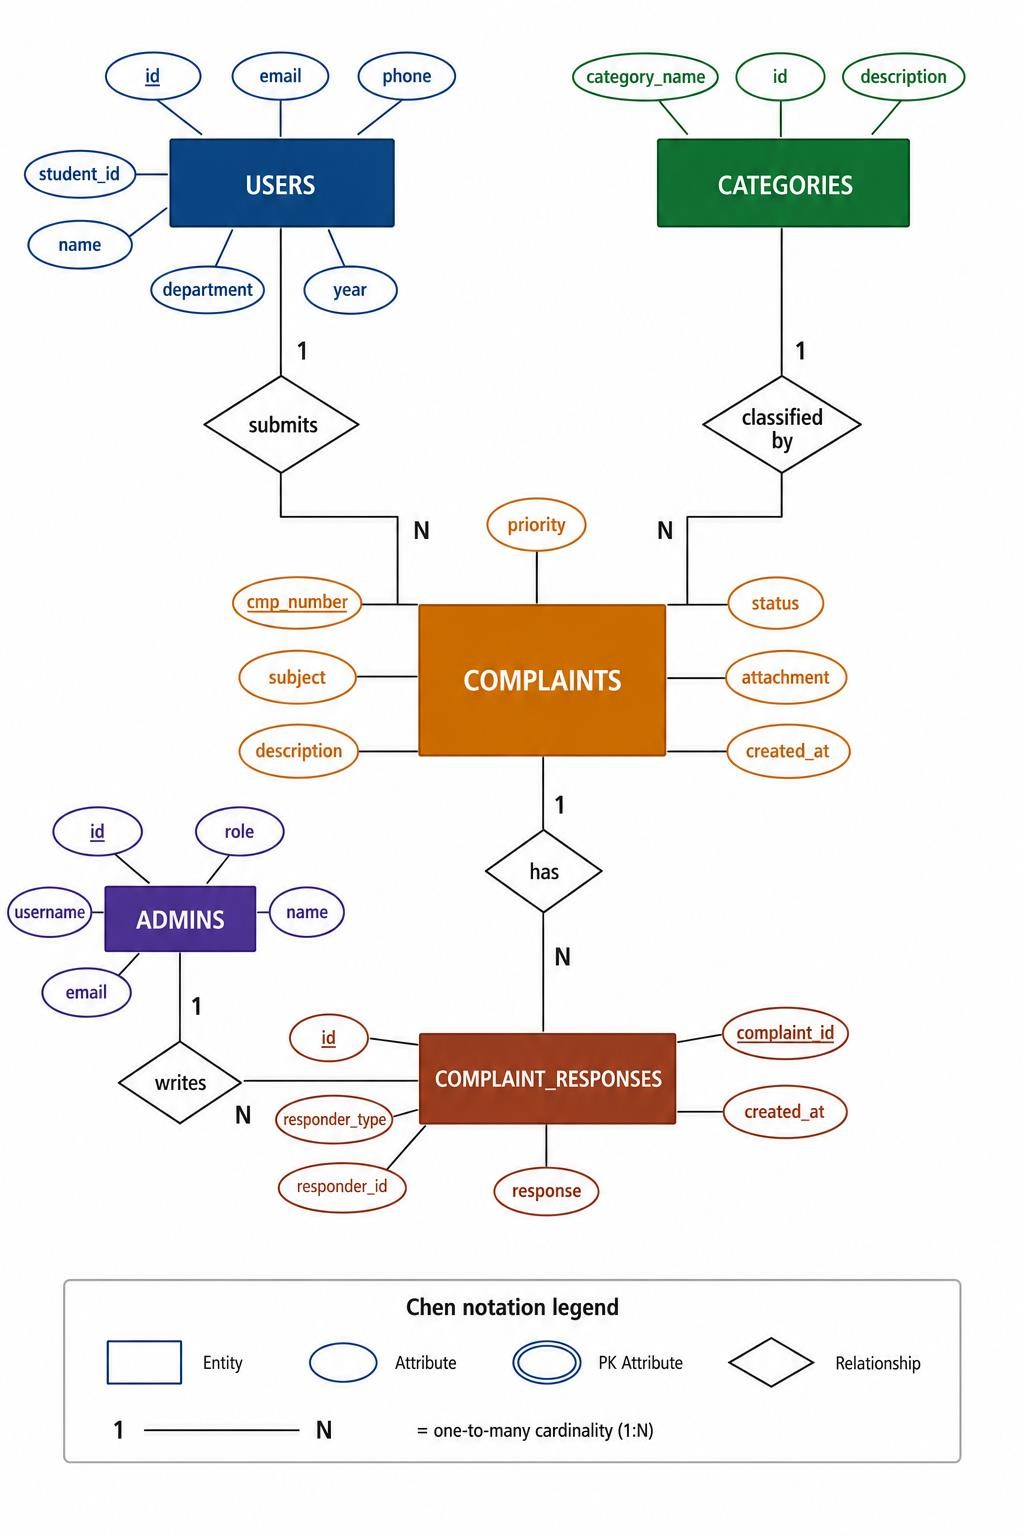 id
email
phone
category_name
id
description
student_id
USERS
CATEGORIES
name
department
year
1
1
submits
classified
by
N
priority
N
cmp_number
status
subject
COMPLAINTS
attachment
description
created_at
1
id
role
has
username
ADMINS
name
N
email
1
id
complaint_id
writes
COMPLAINT_RESPONSES
N
responder_type
created_at
responder_id
response
Chen notation legend
Entity
Attribute
PK Attribute
Relationship
1
N
= one-to-many cardinality (1:N)